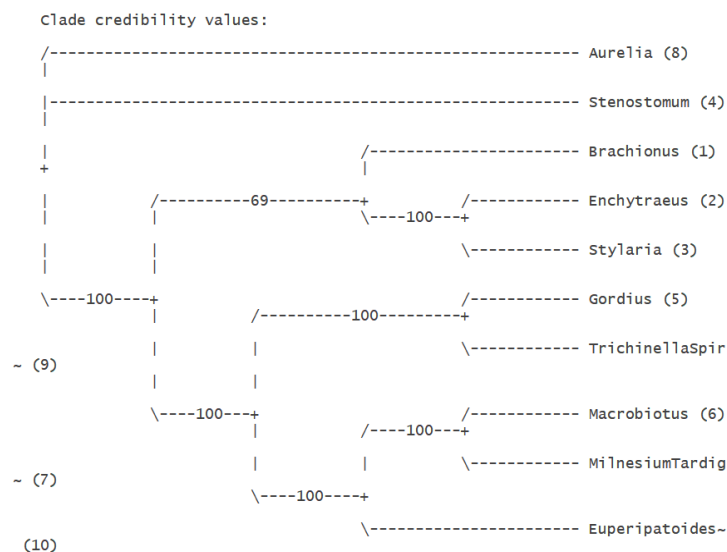 Clade credibility values:
/------------------------------------------------------ Aurelia (8)
|
|------------------------------------------------------ Stenostomum (4)
|
| /---------------------- Brachionus (1)
+ |
| /----------69----------+ /------------ Enchytraeus (2)
| | \----100----+
| | \------------ Stylaria (3)
| |
\----100----+ /------------ Gordius (5)
| /----------100----------+
| | \------------ TrichinellaSpir
~ (9)
| |
\----100---+ /------------ Macrobiotus (6)
| /----100---+
| | \------------ MilnesiumTardig
~ (7)
\----100----+
\---------------------- Euperipatoides~
(10)